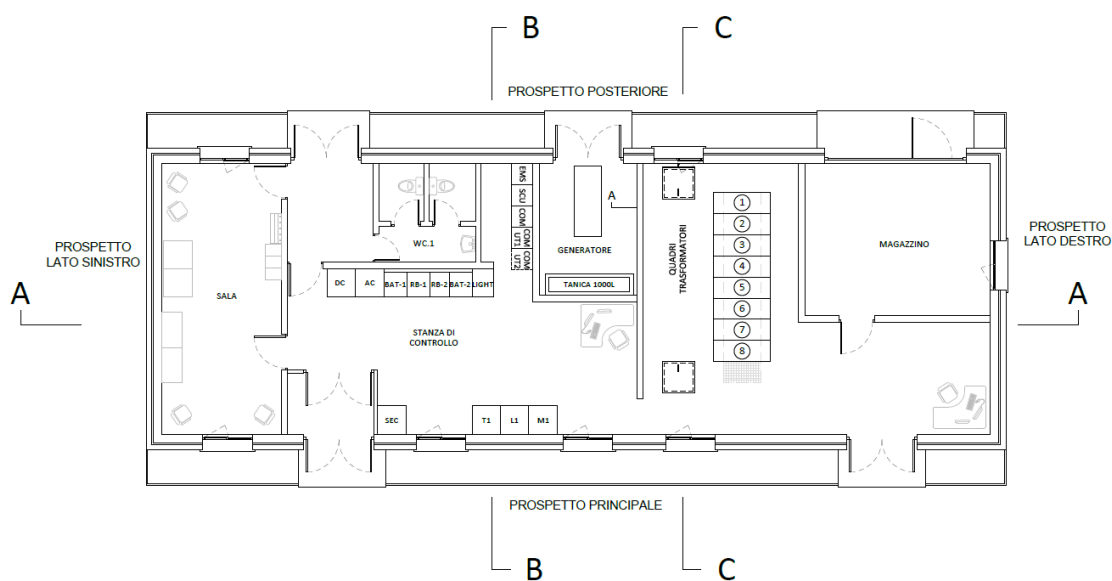 B
C
PROSPETTO POSTERIORE
EMS
SCU
COM
COM
UT1
COM
UT2
A
GENERATORE
TANICA 1000L
WC.1
DC
AC
BAT-1
RB-1
RB-2
BAT-2
LIGHT
PROSPETTO
LATO SINISTRO
A
SALA
STANZA DI
CONTROLLO
QUADRI
TRASFORMATORI
1
2
3
4
5
6
7
8
MAGAZZINO
PROSPETTO
LATO DESTRO
A
SEC
T1
L1
M1
PROSPETTO PRINCIPALE
B
C